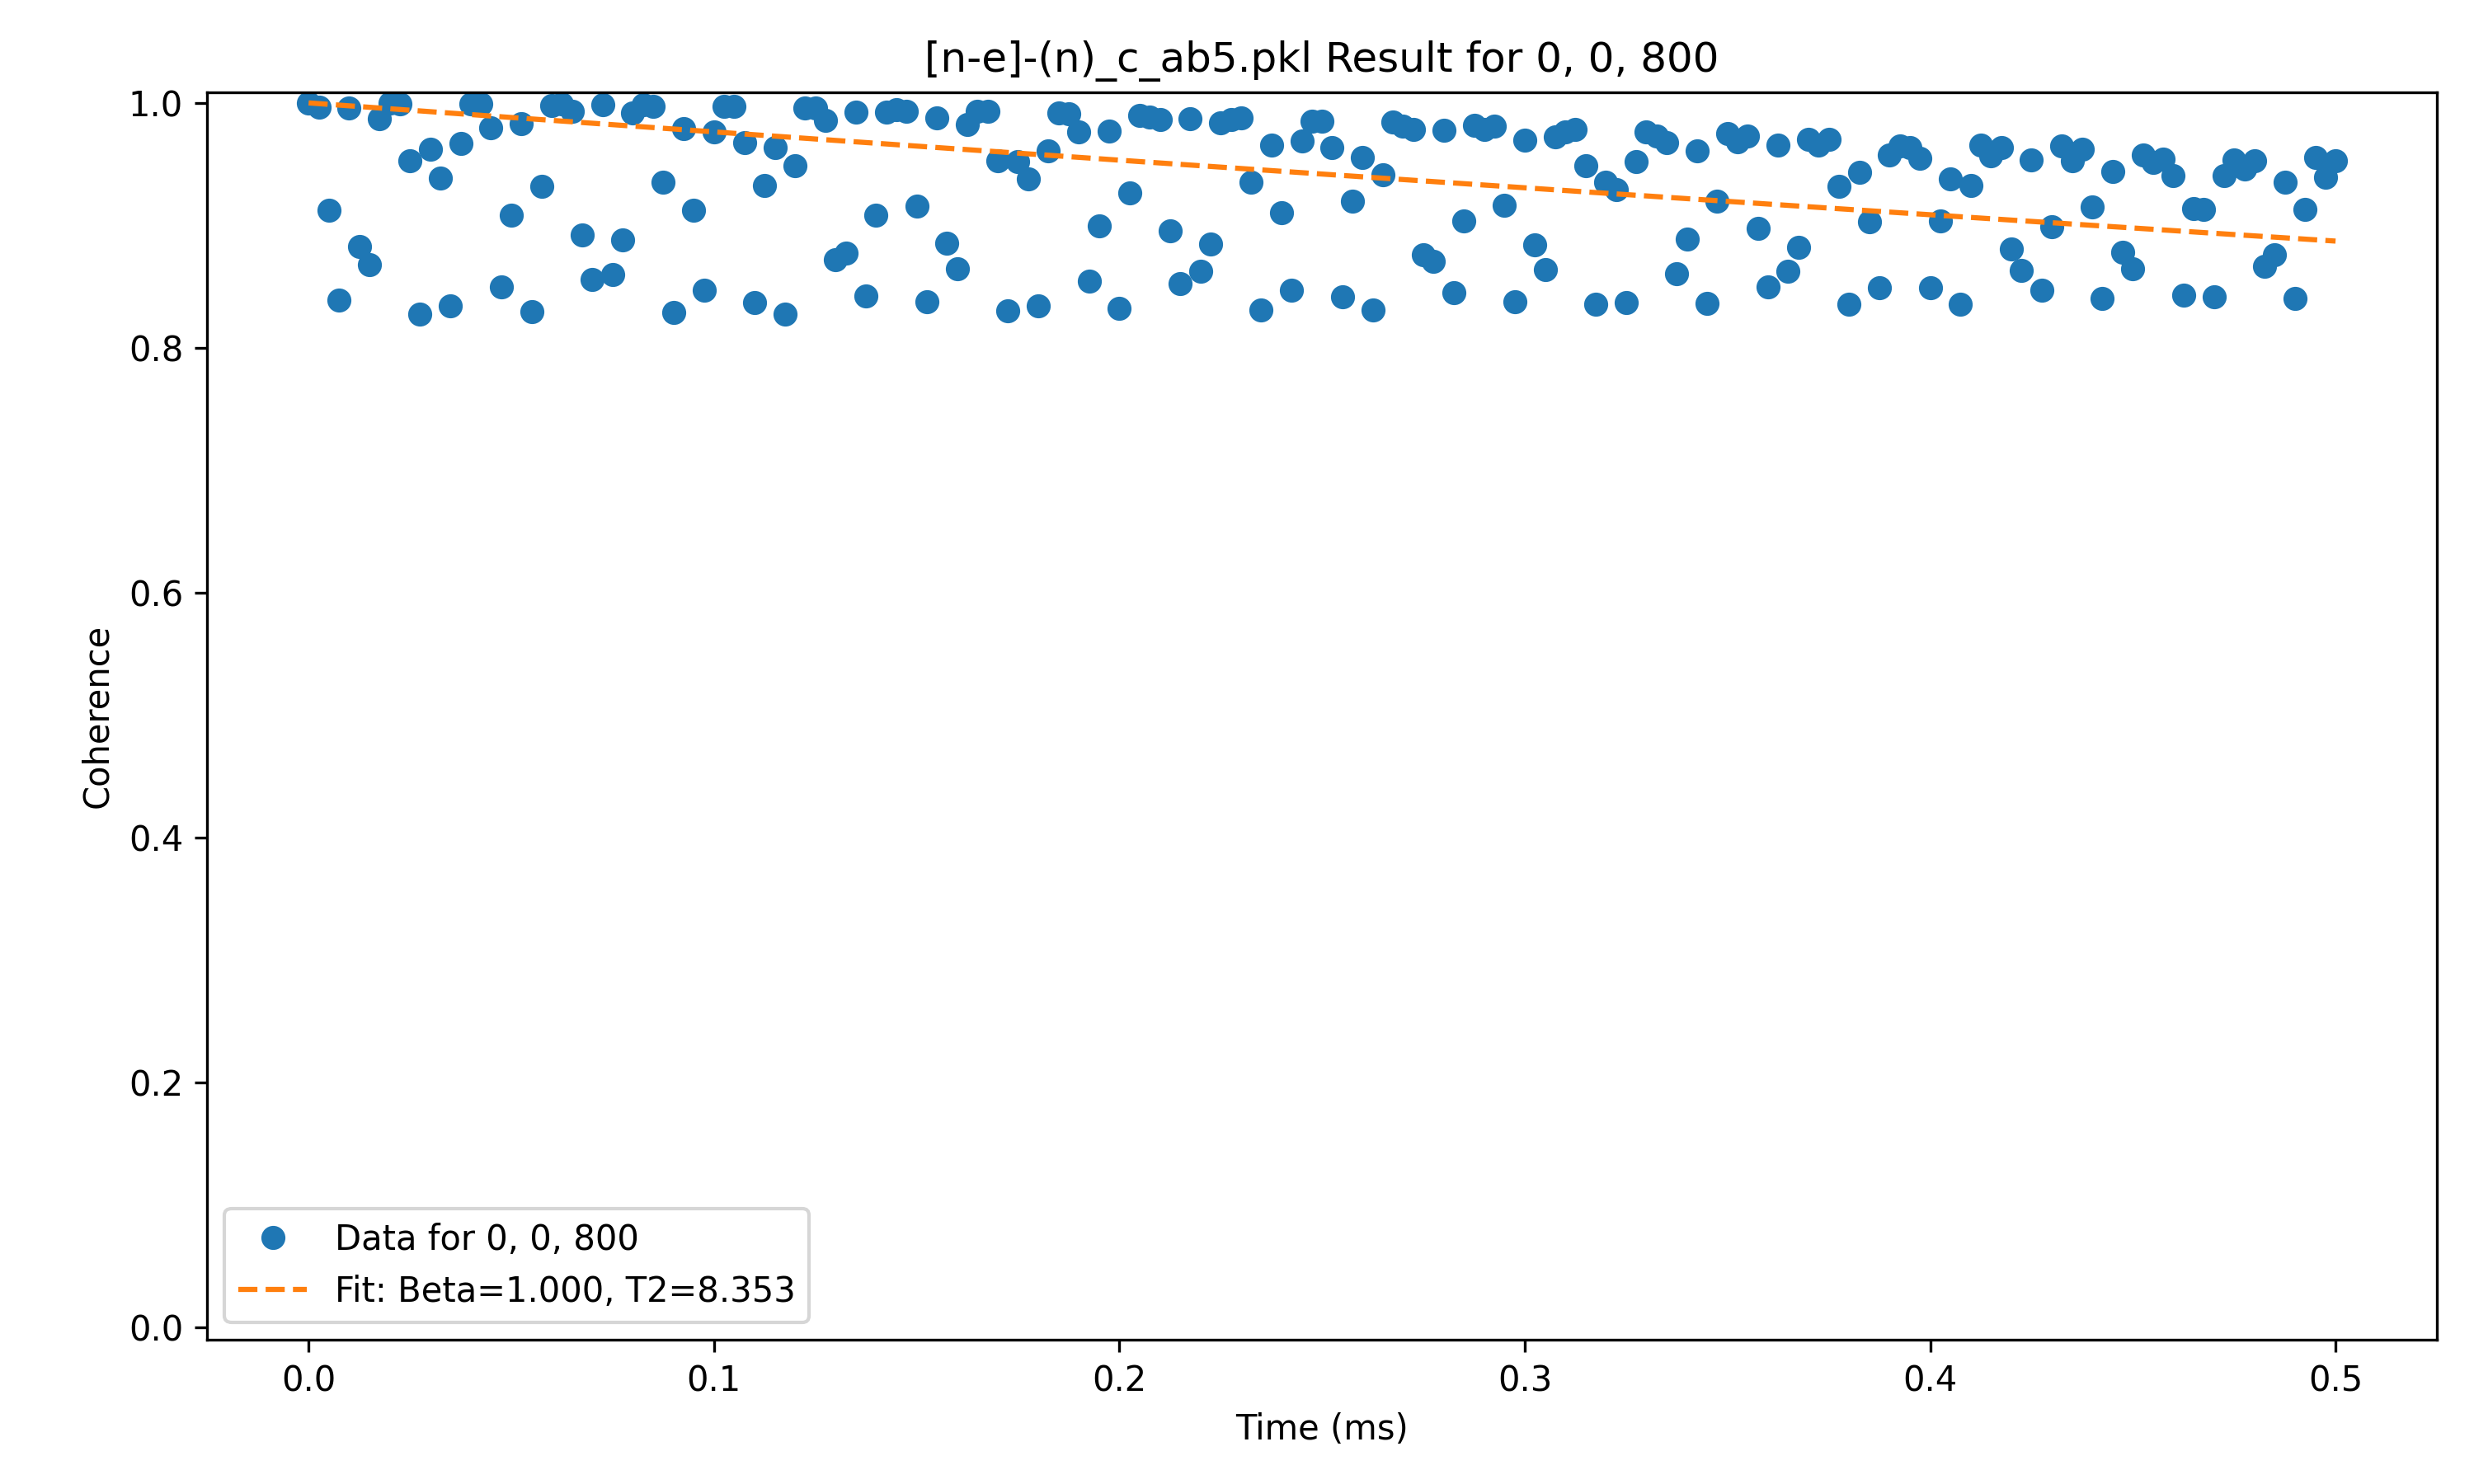 [n-e]-(n)_c_ab5.pkl Result for 0, 0, 800
1.0
0.8
0.6
0.4
0.2
0.0
Coherence
Data for 0, 0, 800
Fit: Beta=1.000, T2=8.353
0.0 0.1 0.2 0.3 0.4 0.5
Time (ms)